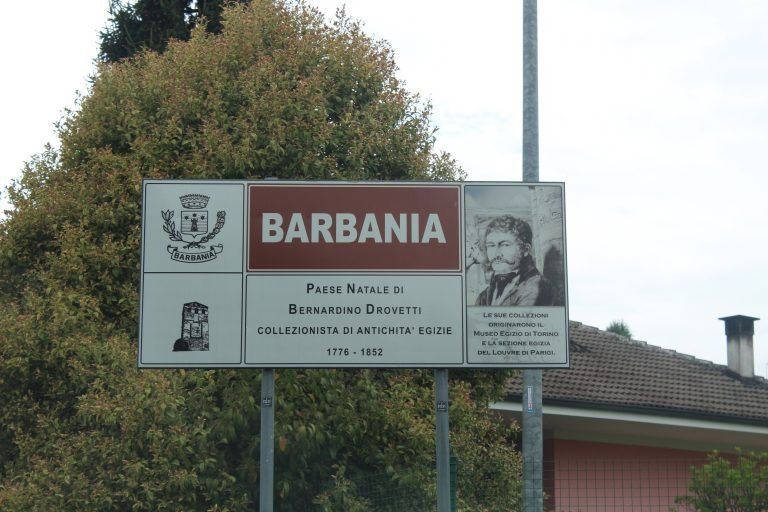 BARBANIA
BARBANIA
PAESE NATALE DI
BERNARDINO DROVETTI
COLLEZIONISTA DI ANTICHITA' EGIZIE
1776 - 1852
LE SUE COLLEZIONI
ORIGINARONO IL
MUSEO EGIZIO DI TORINO
E LA SEZIONE EGIZIA
DEL LOUVRE DI PARIGI.